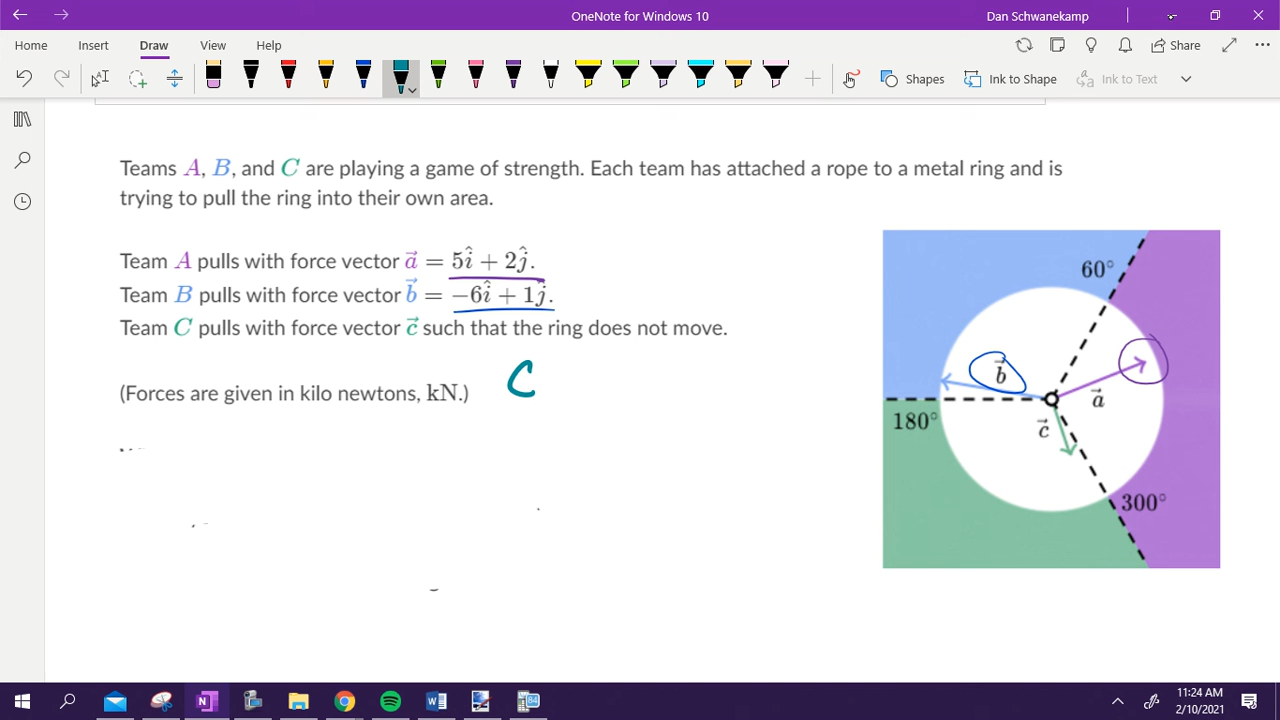 OneNote for Windows 10
Dan Schwanekamp
Home Insert Draw View Help
Share
Shapes Ink to Shape Ink to Text
Teams A, B, and C are playing a game of strength. Each team has attached a rope to a metal ring and is
trying to pull the ring into their own area.
Team A pulls with force vector a⃗ = 5î + 2ĵ.
Team B pulls with force vector b⃗ = −6î + 1ĵ.
Team C pulls with force vector c⃗ such that the ring does not move.
(Forces are given in kilo newtons, kN.)
C
60°
b⃗
a⃗
180°
c⃗
300°
11:24 AM
2/10/2021